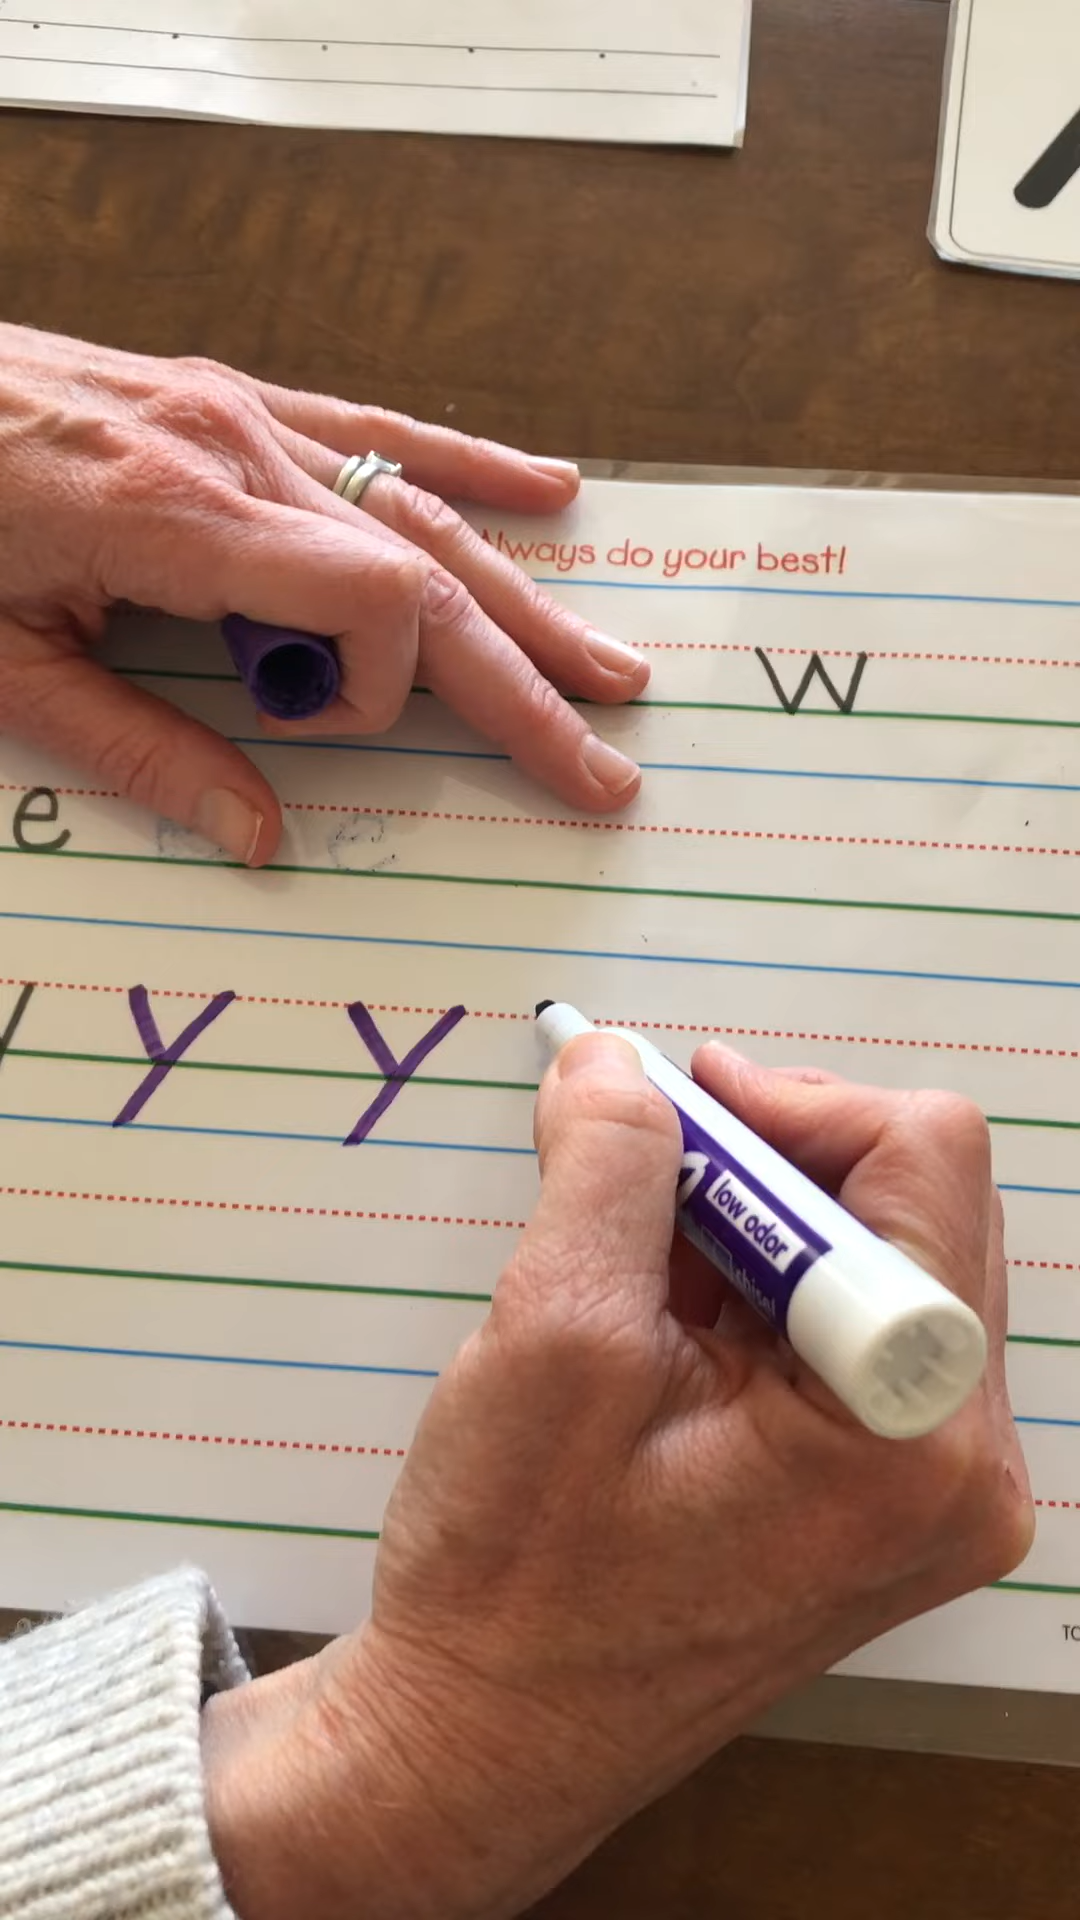 Always do your best!
w
e e
y y
low odor
chisel